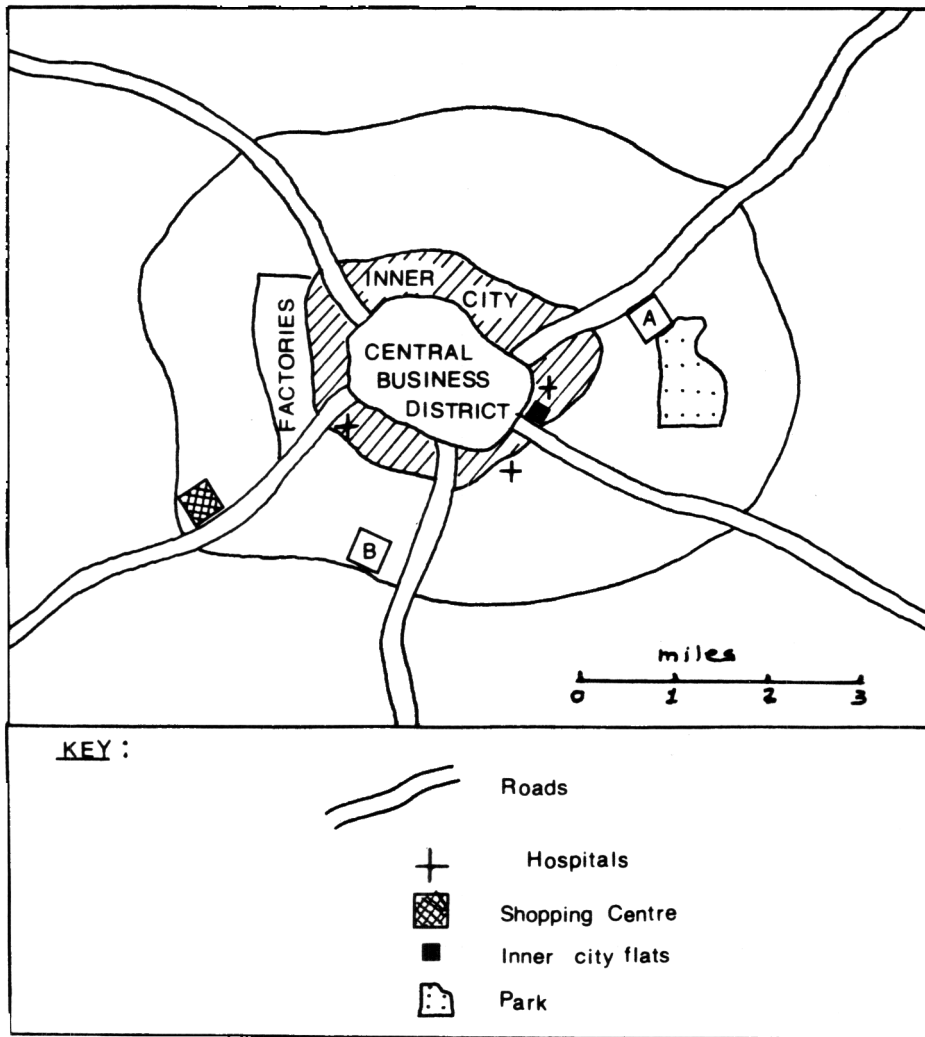 INNER
CITY
FACTORIES
CENTRAL
BUSINESS
DISTRICT
A
B
miles
0 1 2 3
KEY :
Roads
Hospitals
Shopping Centre
Inner city flats
Park